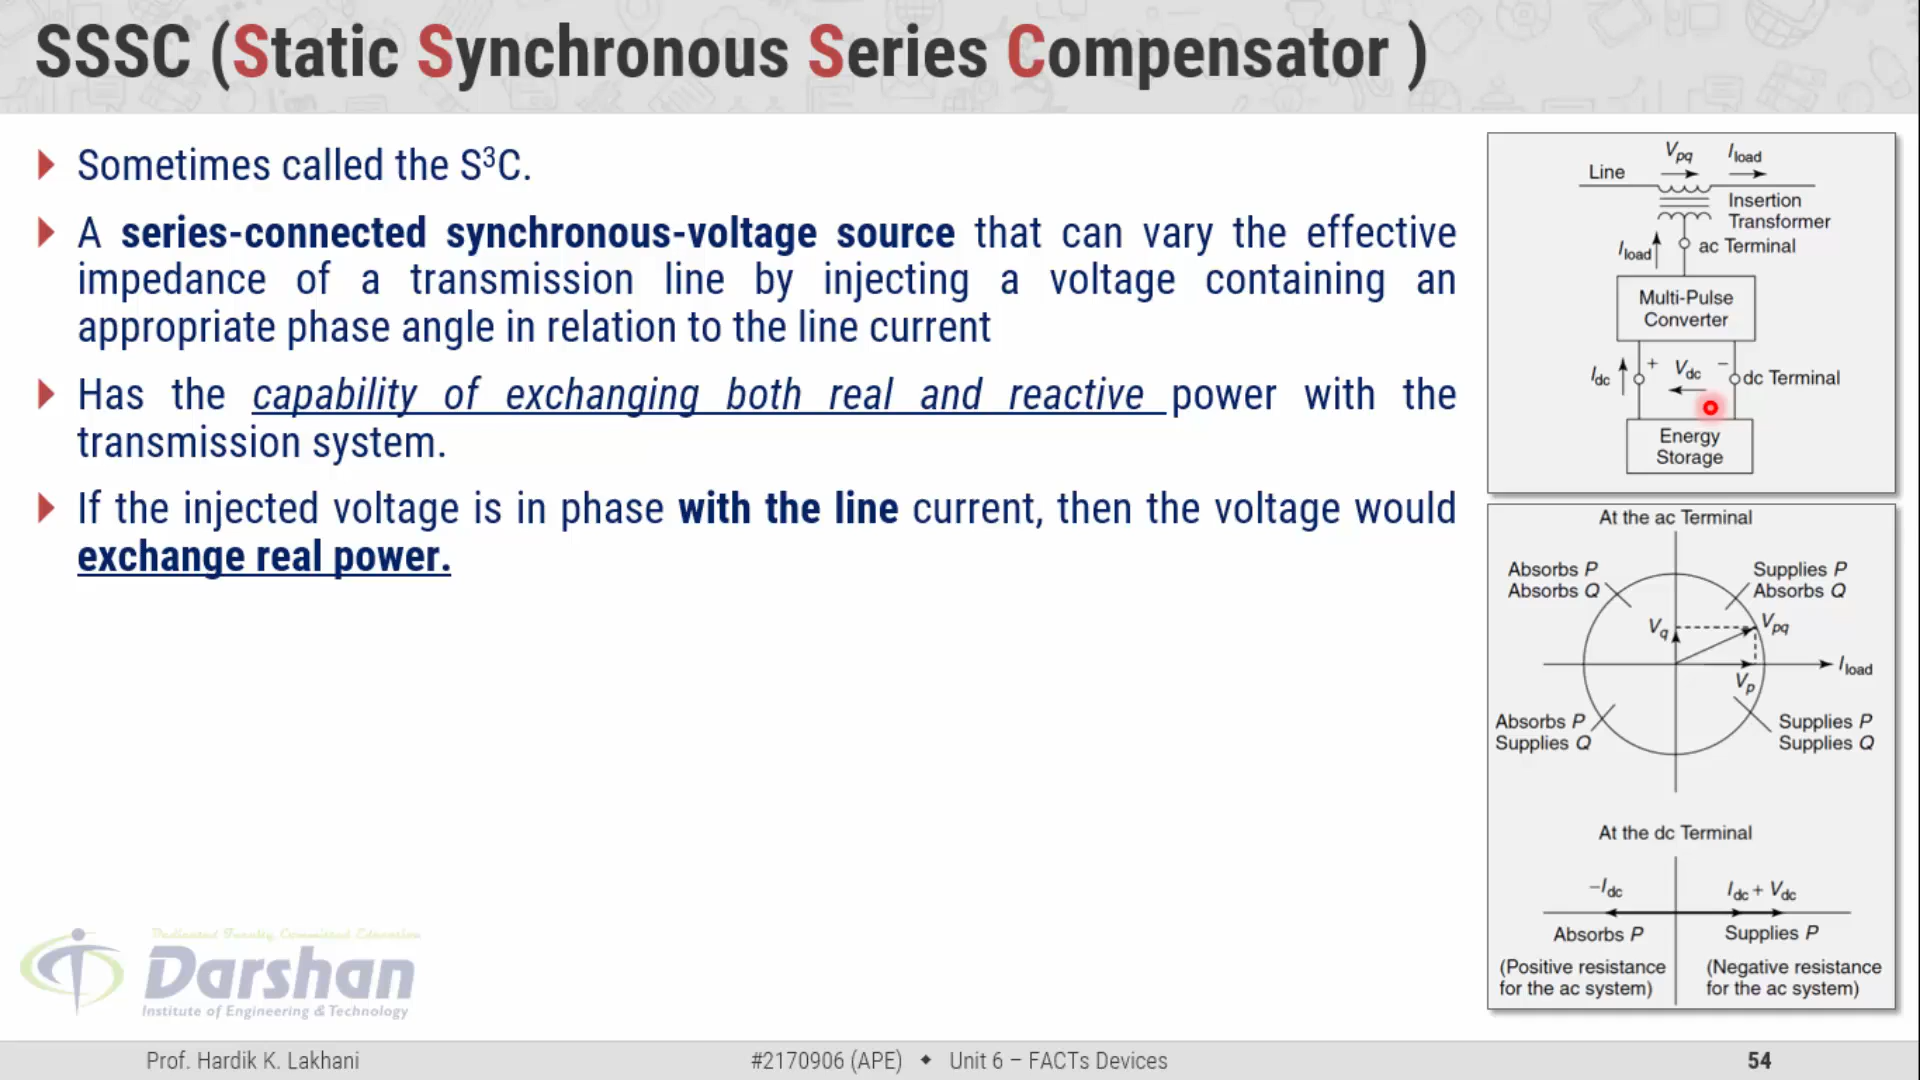 SSSC (Static Synchronous Series Compensator )
Sometimes called the S³C.
A series-connected synchronous-voltage source that can vary the effective
impedance of a transmission line by injecting a voltage containing an
appropriate phase angle in relation to the line current
Has the capability of exchanging both real and reactive power with the
transmission system.
If the injected voltage is in phase with the line current, then the voltage would
exchange real power.
Vpq Iload
Line
Insertion
Transformer
Iload ac Terminal
Multi-Pulse
Converter
Idc + Vdc − dc Terminal
Energy
Storage
At the ac Terminal
Absorbs P Supplies P
Absorbs Q Absorbs Q
Vq Vpq
Iload
Vp
Absorbs P Supplies P
Supplies Q Supplies Q
At the dc Terminal
−Idc Idc + Vdc
Absorbs P Supplies P
(Positive resistance (Negative resistance
for the ac system) for the ac system)
Dedicated Faculty, Committed Education
Darshan
Institute of Engineering & Technology
Prof. Hardik K. Lakhani #2170906 (APE) ◆ Unit 6 – FACTs Devices 54